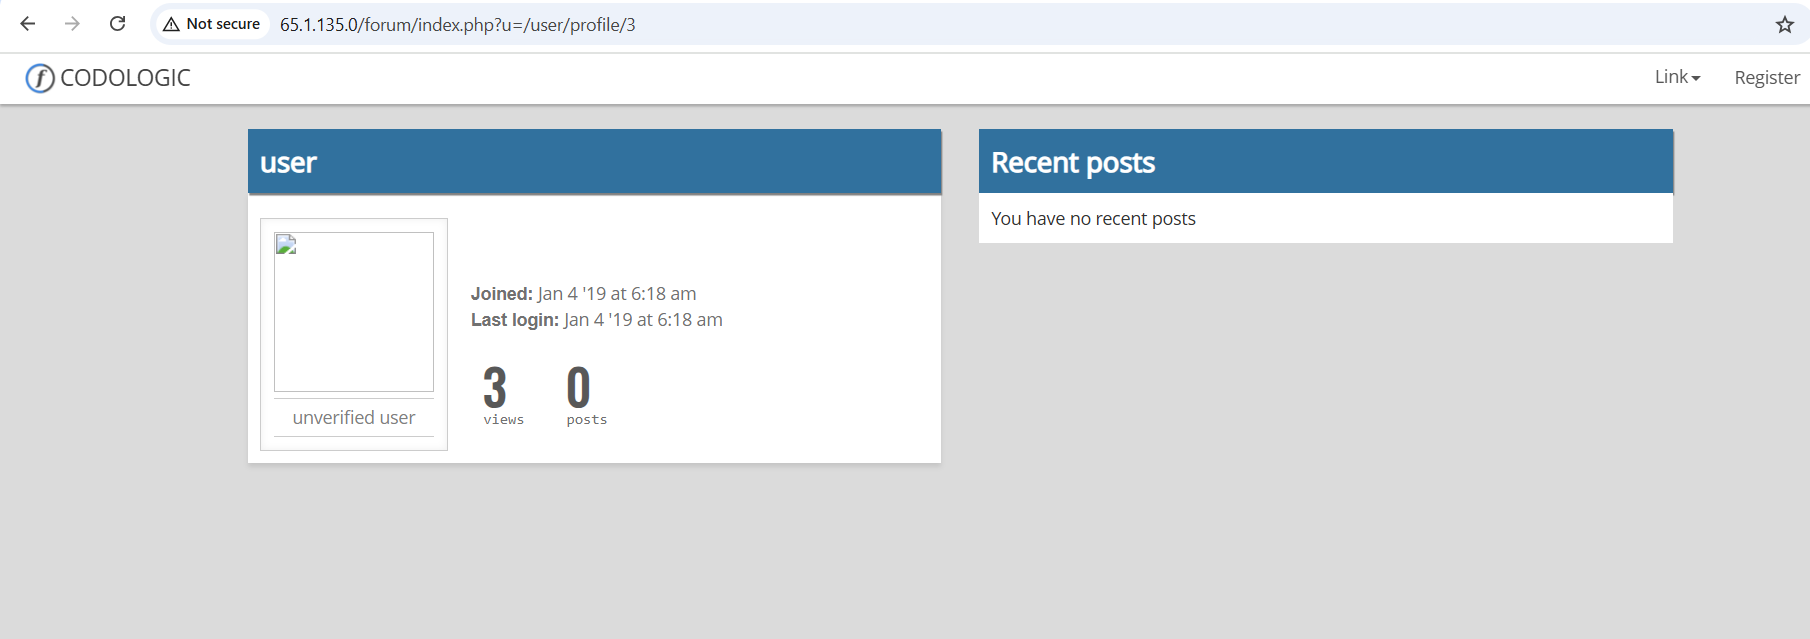 Not secure 65.1.135.0/forum/index.php?u=/user/profile/3
f CODOLOGIC
Link
Register
user
unverified user
Joined: Jan 4 '19 at 6:18 am
Last login: Jan 4 '19 at 6:18 am
3 0
views posts
Recent posts
You have no recent posts